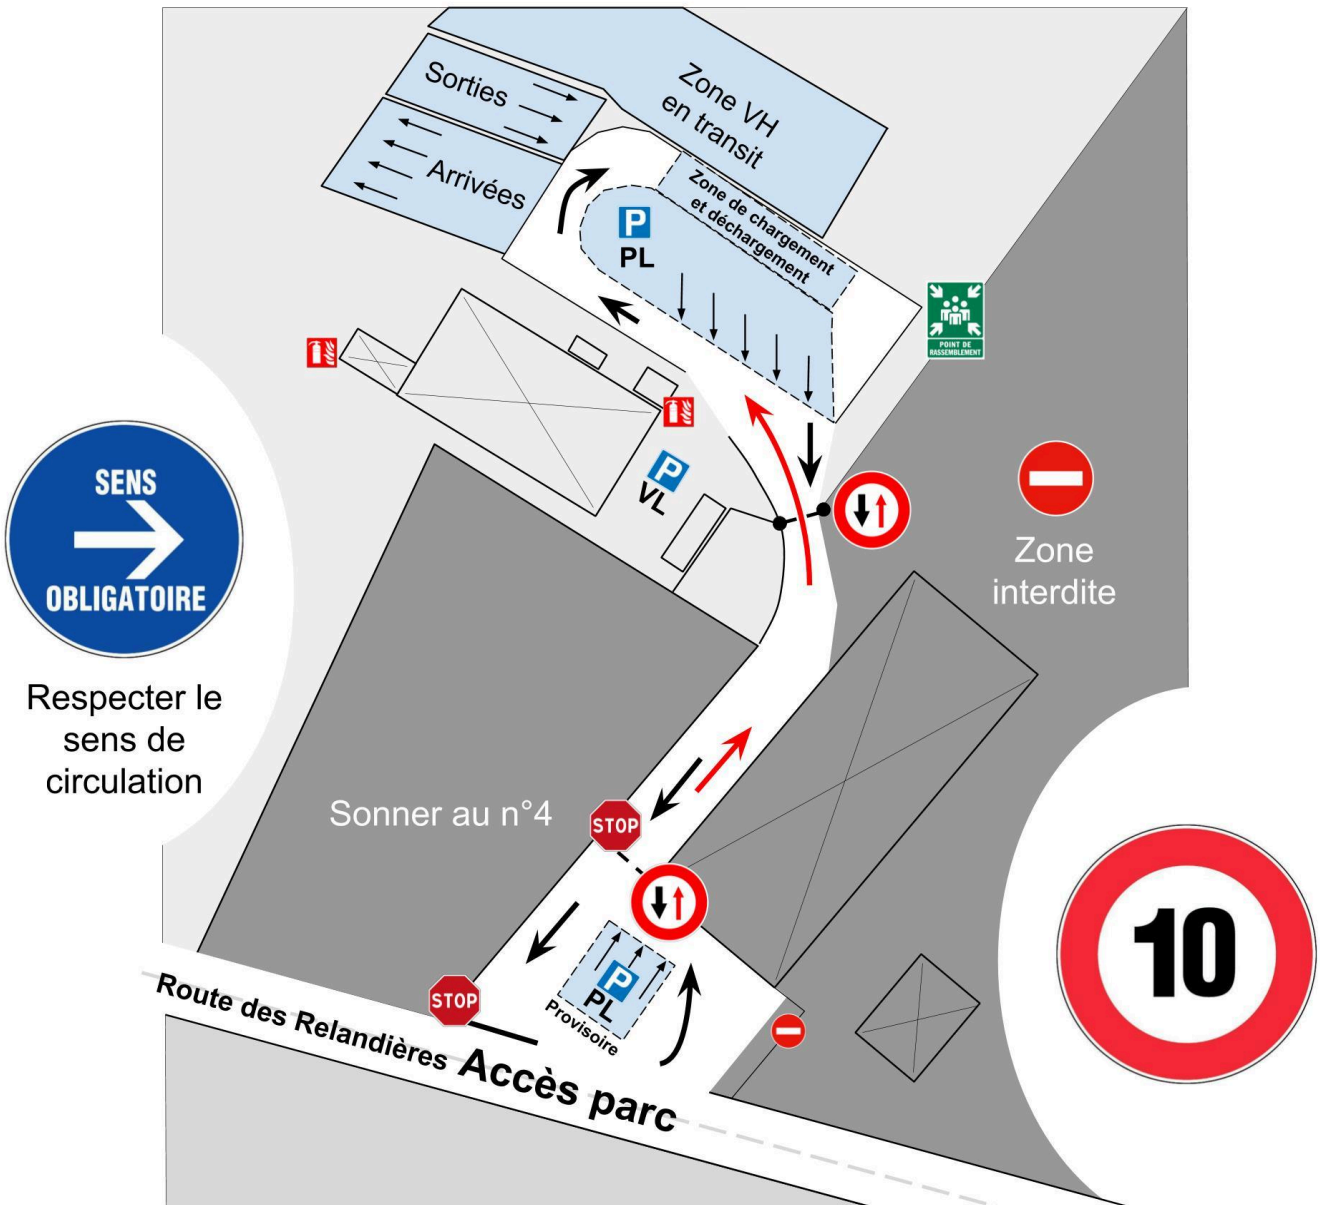 Sorties
Arrivées
Zone VH
en transit
Zone de chargement
et déchargement
P
PL
POINT DE
RASSEMBLEMENT
P
VL
SENS
OBLIGATOIRE
Respecter le
sens de
circulation
Zone
interdite
Sonner au n°4
STOP
STOP
P
PL
Provisoire
10
Route des Relandières
Accès parc